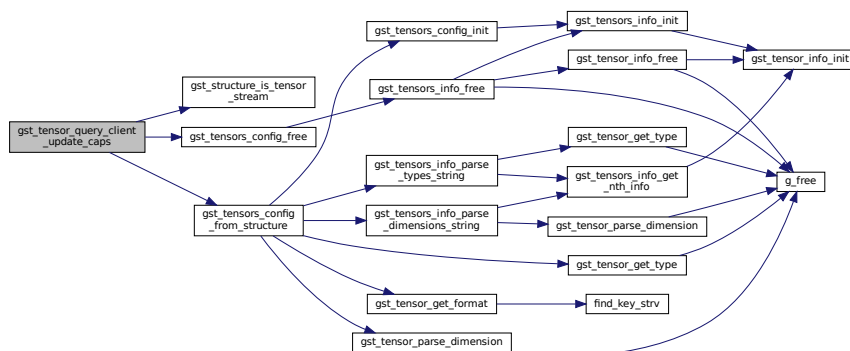 gst_tensors_info_init
gst_tensors_config_init
gst_tensor_info_free
gst_tensor_info_init
gst_structure_is_tensor
_stream
gst_tensors_info_free
gst_tensor_query_client
_update_caps
gst_tensors_config_free
gst_tensor_get_type
gst_tensors_info_parse
_types_string
gst_tensors_info_get
_nth_info
g_free
gst_tensors_config
_from_structure
gst_tensors_info_parse
_dimensions_string
gst_tensor_parse_dimension
gst_tensor_get_type
gst_tensor_get_format
find_key_strv
gst_tensor_parse_dimension